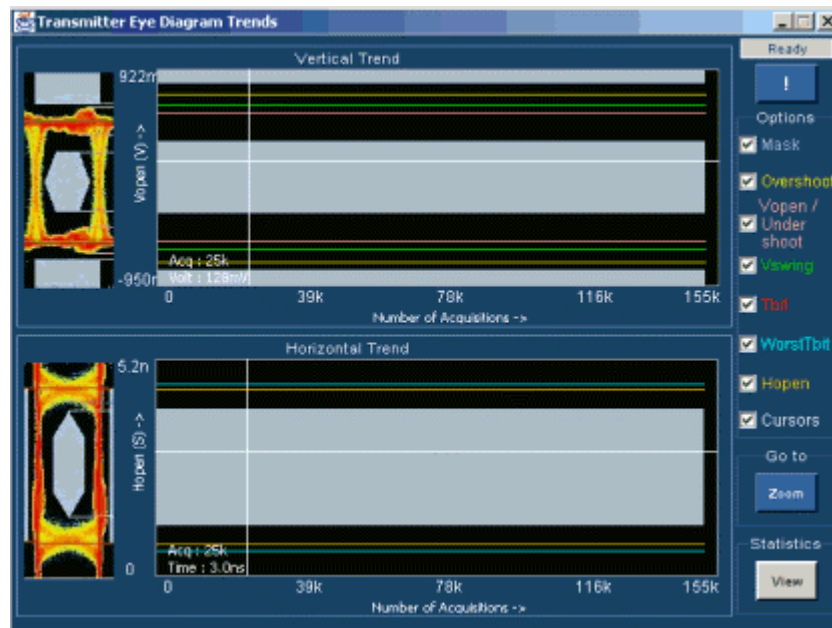 Transmitter Eye Diagram Trends
Vertical Trend
922m
Vopen (V) ->
-950m
Acq : 25k
Volt : 128mV
0 39k 78k 116k 155k
Number of Acquisitions ->
Horizontal Trend
5.2n
Hopen (S) ->
0
Acq : 25k
Time : 3.0ns
0 39k 78k 116k 155k
Number of Acquisitions ->
Ready
!
Options
Mask
Overshoot
Vopen /
Under
shoot
Vswing
Tbit
WorstTbit
Hopen
Cursors
Go to
Zoom
Statistics
View